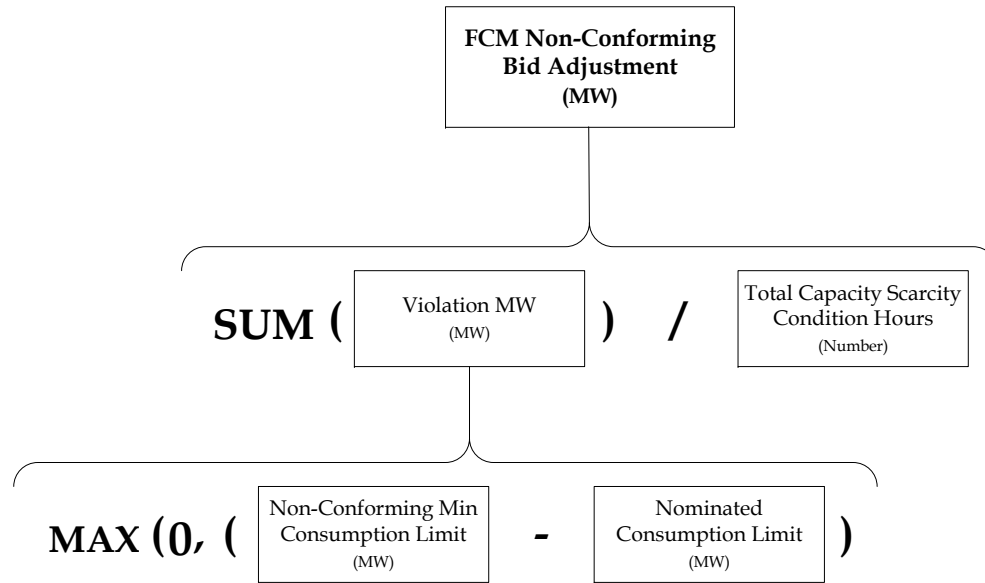 FCM Non-Conforming
Bid Adjustment
(MW)
SUM ( Violation MW (MW) ) / Total Capacity Scarcity Condition Hours (Number)
MAX (0, ( Non-Conforming Min Consumption Limit (MW) - Nominated Consumption Limit (MW) )